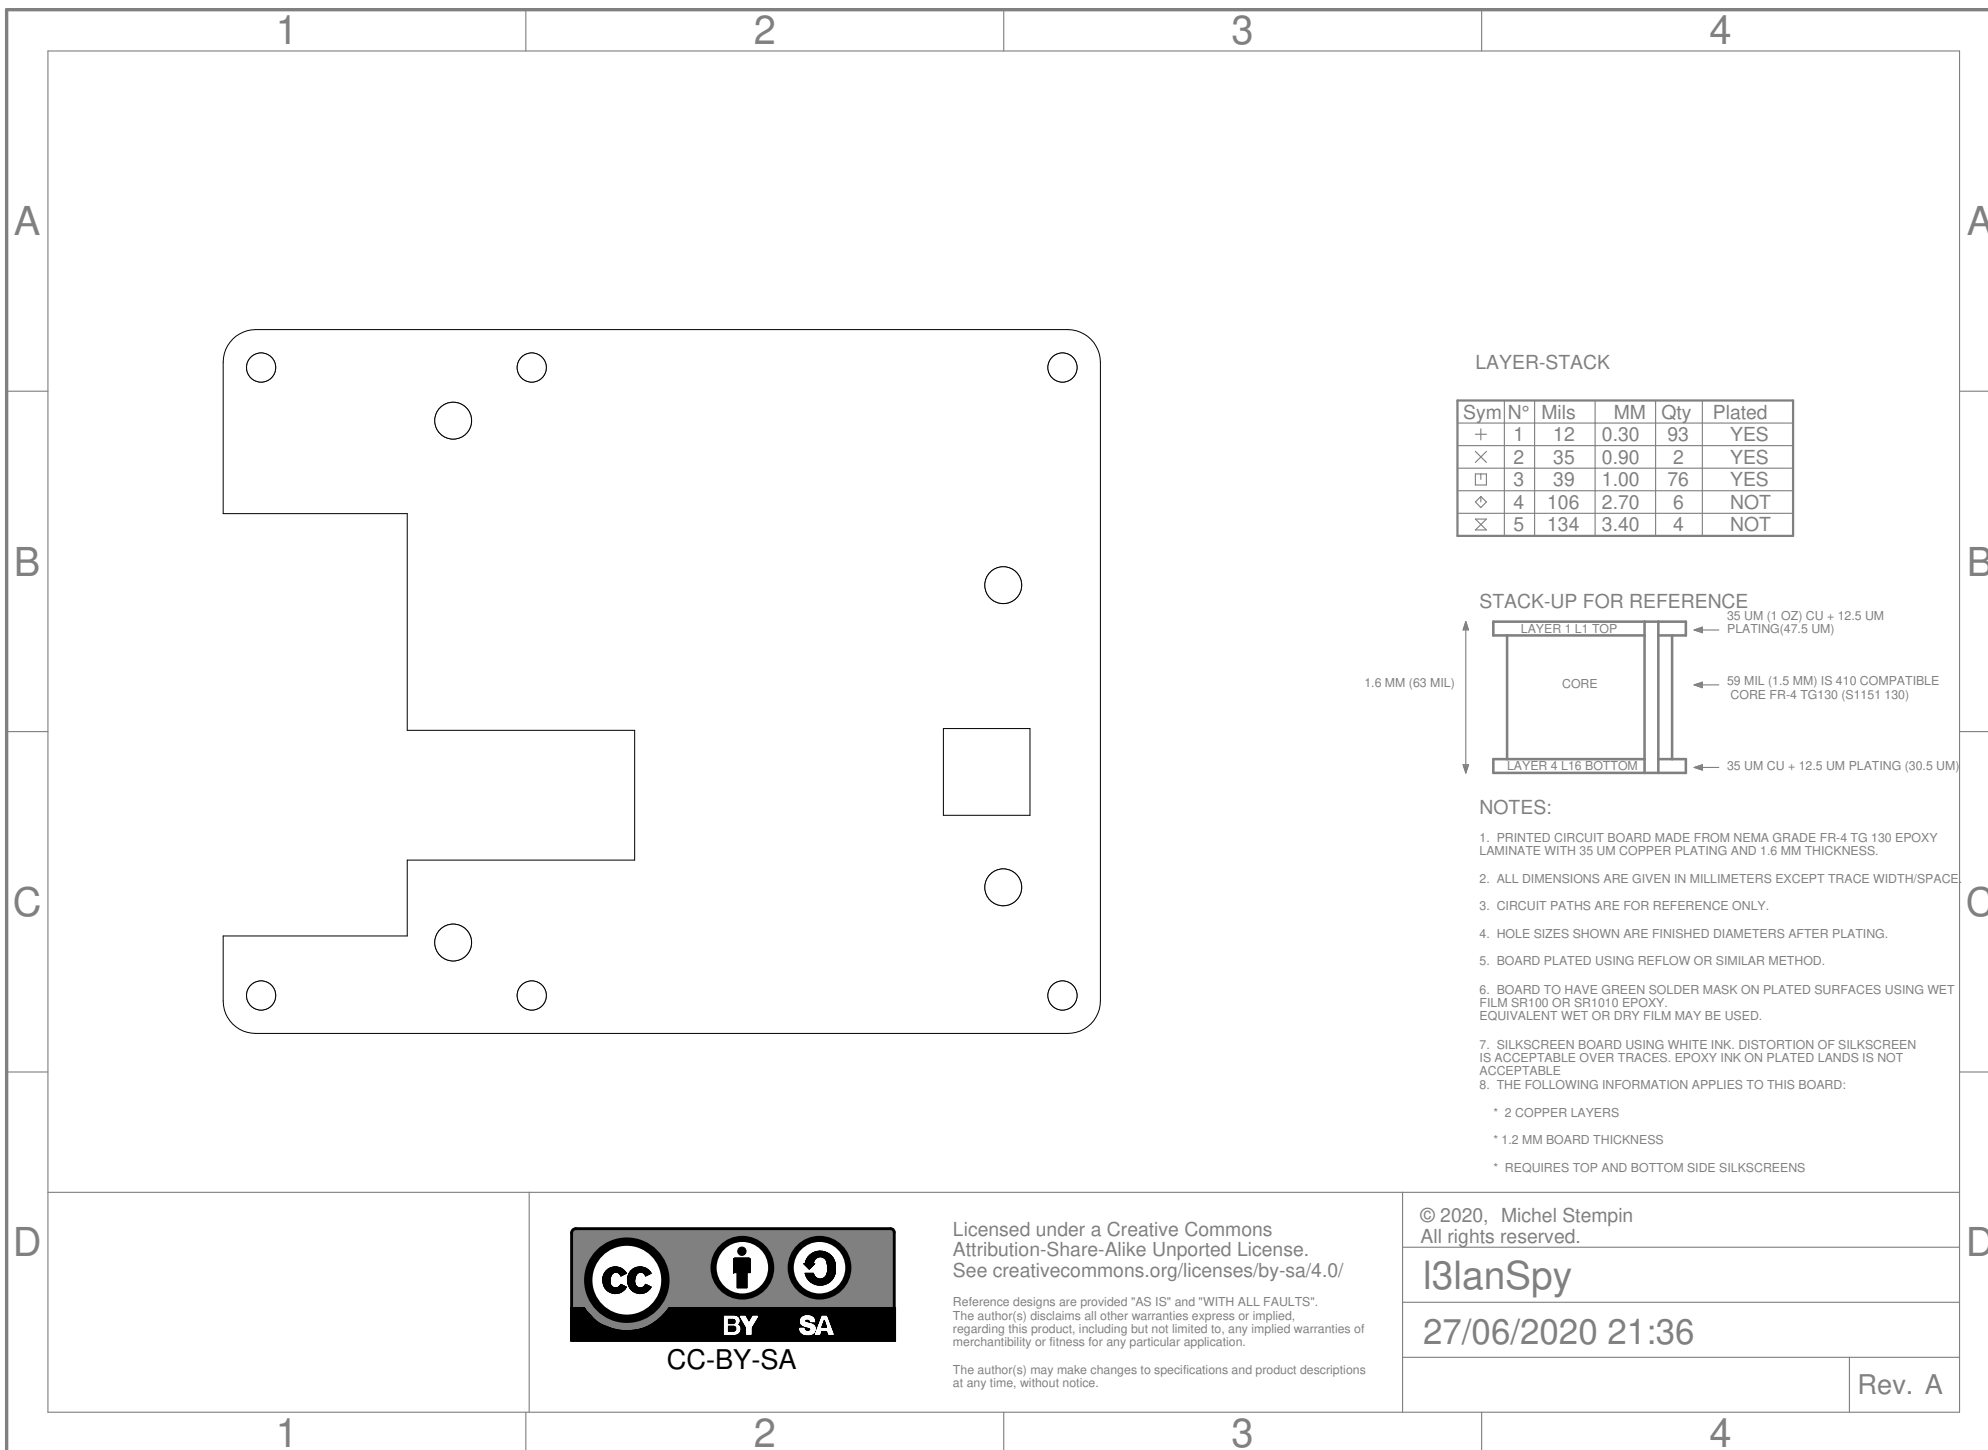 1 2 3 4
A A
B B
C C
D D
LAYER-STACK
Sym N° Mils MM Qty Plated
1 12 0.30 93 YES
2 35 0.90 2 YES
3 39 1.00 76 YES
4 106 2.70 6 NOT
5 134 3.40 4 NOT
STACK-UP FOR REFERENCE
LAYER 1 L1 TOP
35 UM (1 OZ) CU + 12.5 UM
PLATING(47.5 UM)
1.6 MM (63 MIL)
CORE
59 MIL (1.5 MM) IS 410 COMPATIBLE
CORE FR-4 TG130 (S1151 130)
LAYER 4 L16 BOTTOM
35 UM CU + 12.5 UM PLATING (30.5 UM)
NOTES:
1. PRINTED CIRCUIT BOARD MADE FROM NEMA GRADE FR-4 TG 130 EPOXY
LAMINATE WITH 35 UM COPPER PLATING AND 1.6 MM THICKNESS.
2. ALL DIMENSIONS ARE GIVEN IN MILLIMETERS EXCEPT TRACE WIDTH/SPACE.
3. CIRCUIT PATHS ARE FOR REFERENCE ONLY.
4. HOLE SIZES SHOWN ARE FINISHED DIAMETERS AFTER PLATING.
5. BOARD PLATED USING REFLOW OR SIMILAR METHOD.
6. BOARD TO HAVE GREEN SOLDER MASK ON PLATED SURFACES USING WET
FILM SR100 OR SR1010 EPOXY.
EQUIVALENT WET OR DRY FILM MAY BE USED.
7. SILKSCREEN BOARD USING WHITE INK. DISTORTION OF SILKSCREEN
IS ACCEPTABLE OVER TRACES. EPOXY INK ON PLATED LANDS IS NOT
ACCEPTABLE
8. THE FOLLOWING INFORMATION APPLIES TO THIS BOARD:
* 2 COPPER LAYERS
* 1.2 MM BOARD THICKNESS
* REQUIRES TOP AND BOTTOM SIDE SILKSCREENS
cc
BY SA
CC-BY-SA
Licensed under a Creative Commons
Attribution-Share-Alike Unported License.
See creativecommons.org/licenses/by-sa/4.0/
Reference designs are provided "AS IS" and "WITH ALL FAULTS".
The author(s) disclaims all other warranties express or implied,
regarding this product, including but not limited to, any implied warranties of
merchantibility or fitness for any particular application.
The author(s) may make changes to specifications and product descriptions
at any time, without notice.
© 2020, Michel Stempin
All rights reserved.
l3lanSpy
27/06/2020 21:36
Rev. A
1 2 3 4